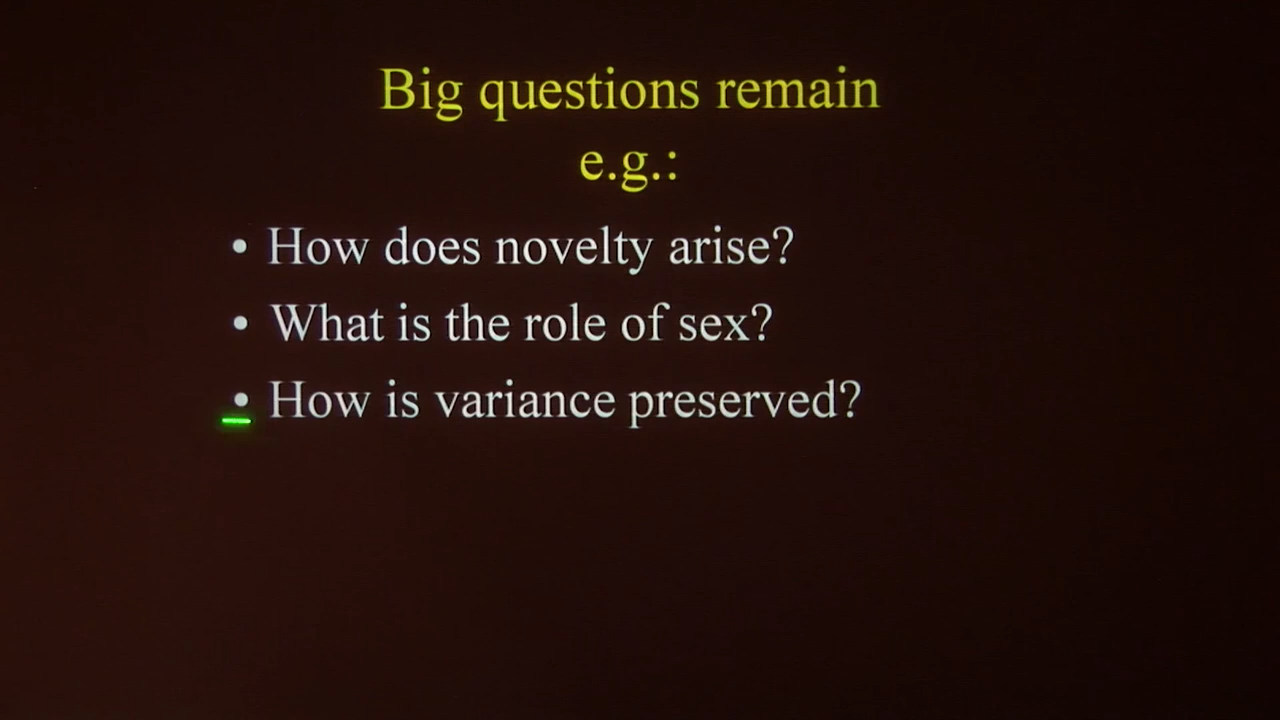 Big questions remain
e.g.:
• How does novelty arise?
• What is the role of sex?
• How is variance preserved?